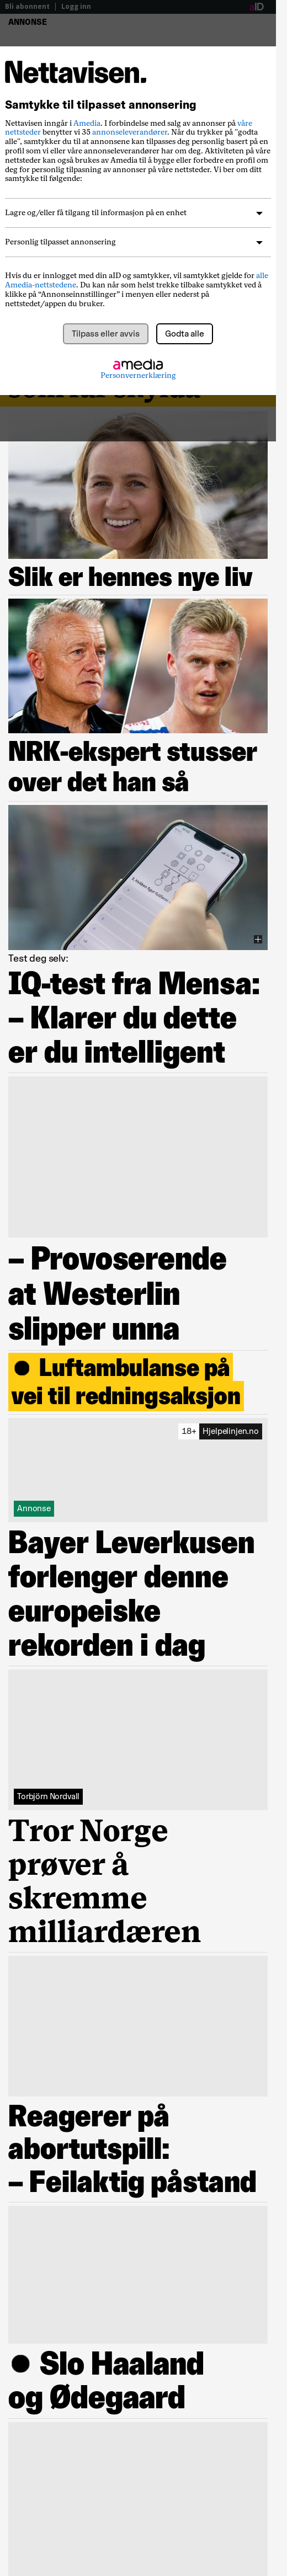 Bli abonnent | Logg inn
aID
ANNONSE
Nettavisen.
Samtykke til tilpasset annonsering
Nettavisen inngår i Amedia. I forbindelse med salg av annonser på våre
nettsteder benytter vi 35 annonseleverandører. Når du trykker på "godta
alle", samtykker du til at annonsene kan tilpasses deg personlig basert på en
profil som vi eller våre annonseleverandører har om deg. Aktiviteten på våre
nettsteder kan også brukes av Amedia til å bygge eller forbedre en profil om
deg for personlig tilpasning av annonser på våre nettsteder. Vi ber om ditt
samtykke til følgende:
Lagre og/eller få tilgang til informasjon på en enhet
Personlig tilpasset annonsering
Hvis du er innlogget med din aID og samtykker, vil samtykket gjelde for alle
Amedia-nettstedene. Du kan når som helst trekke tilbake samtykket ved å
klikke på “Annonseinnstillinger” i menyen eller nederst på
nettstedet/appen du bruker.
Tilpass eller avvis
Godta alle
amedia
Personvernerklæring
Slik er hennes nye liv
NRK-ekspert stusser
over det han så
Test deg selv:
IQ-test fra Mensa:
– Klarer du dette
er du intelligent
– Provoserende
at Westerlin
slipper unna
Luftambulanse på
vei til redningsaksjon
18+ Hjelpelinjen.no
Annonse
Bayer Leverkusen
forlenger denne
europeiske
rekorden i dag
Torbjörn Nordvall
Tror Norge
prøver å
skremme
milliardæren
Reagerer på
abortutspill:
– Feilaktig påstand
Slo Haaland
og Ødegaard